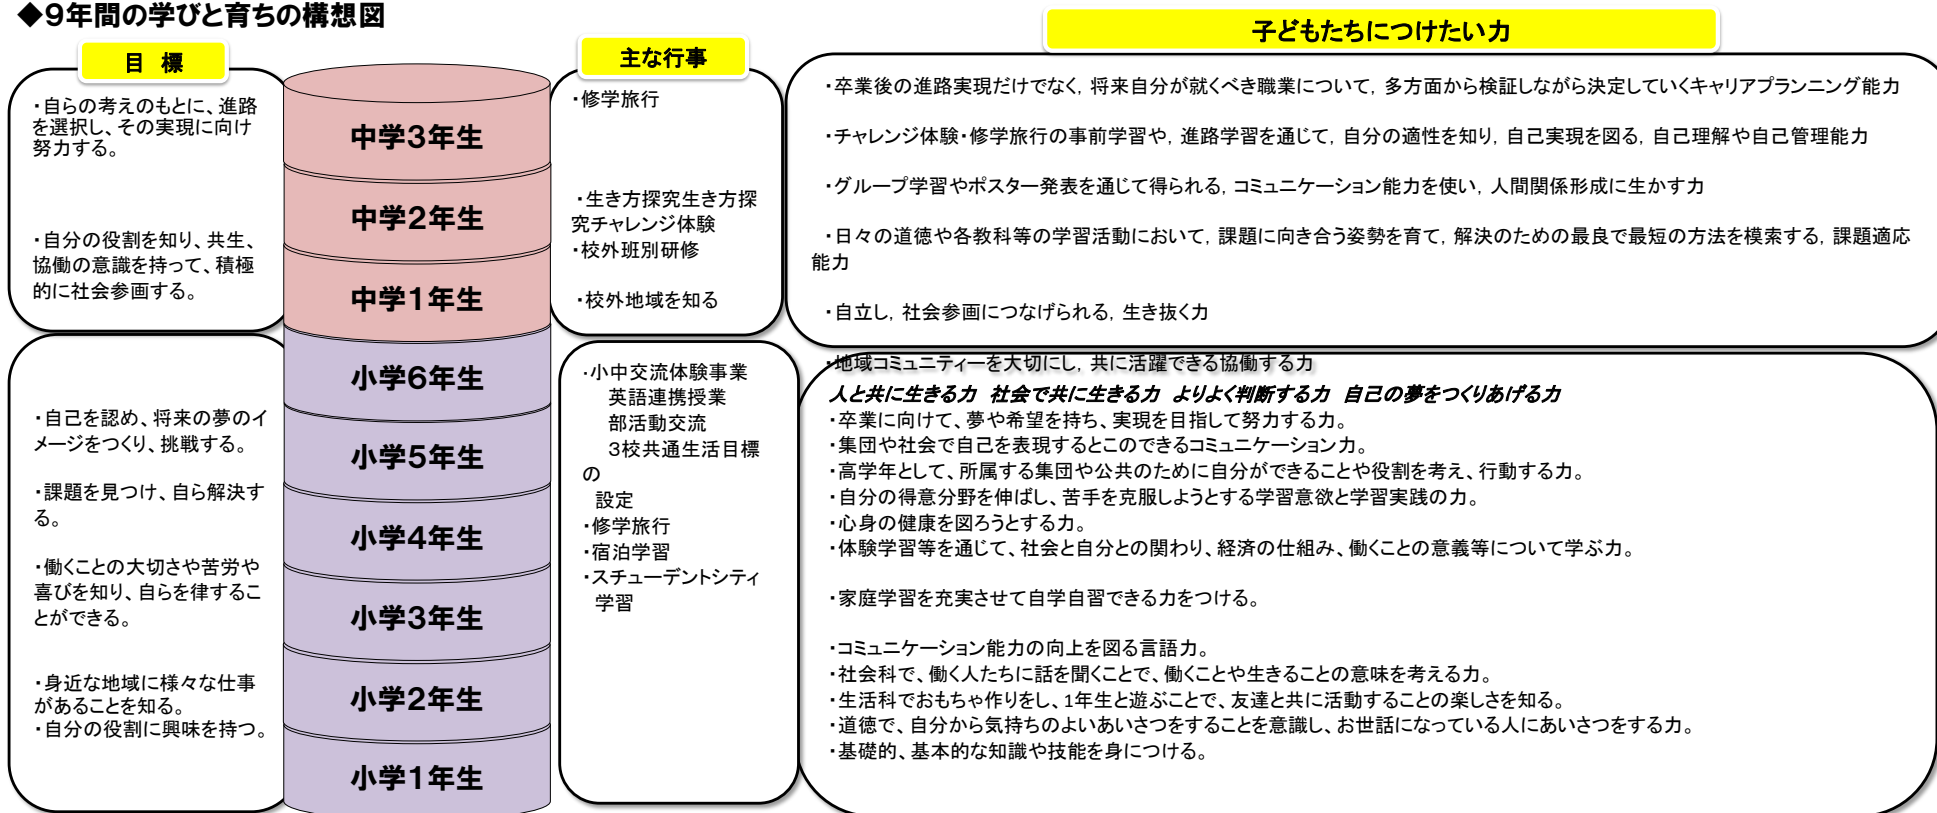 ◆９年間の学びと育ちの構想図
目 標
・自らの考えのもとに、進路
を選択し、その実現に向け
努力する。
・自分の役割を知り、共生、
協働の意識を持って、積極
的に社会参画する。
・自己を認め、将来の夢のイ
メージをつくり、挑戦する。
・課題を見つけ、自ら解決す
る。
・働くことの大切さや苦労や
喜びを知り、自らを律するこ
とができる。
・身近な地域に様々な仕事
があることを知る。
・自分の役割に興味を持つ。
中学３年生
中学２年生
中学１年生
小学６年生
小学５年生
小学４年生
小学３年生
小学２年生
小学１年生
主な行事
・修学旅行
・生き方探究生き方探
究チャレンジ体験
・校外班別研修
・校外地域を知る
・小中交流体験事業
英語連携授業
部活動交流
３校共通生活目標
の
設定
・修学旅行
・宿泊学習
・スチューデントシティ
学習
子どもたちにつけたい力
・卒業後の進路実現だけでなく，将来自分が就くべき職業について，多方面から検証しながら決定していくキャリアプランニング能力
・チャレンジ体験・修学旅行の事前学習や，進路学習を通じて，自分の適性を知り，自己実現を図る，自己理解や自己管理能力
・グループ学習やポスター発表を通じて得られる，コミュニケーション能力を使い，人間関係形成に生かす力
・日々の道徳や各教科等の学習活動において，課題に向き合う姿勢を育て，解決のための最良で最短の方法を模索する，課題適応
能力
・自立し，社会参画につなげられる，生き抜く力
・地域コミュニティーを大切にし，共に活躍できる協働する力
人と共に生きる力 社会で共に生きる力 よりよく判断する力 自己の夢をつくりあげる力
・卒業に向けて、夢や希望を持ち、実現を目指して努力する力。
・集団や社会で自己を表現するとこのできるコミュニケーション力。
・高学年として、所属する集団や公共のために自分ができることや役割を考え、行動する力。
・自分の得意分野を伸ばし、苦手を克服しようとする学習意欲と学習実践の力。
・心身の健康を図ろうとする力。
・体験学習等を通じて、社会と自分との関わり、経済の仕組み、働くことの意義等について学ぶ力。
・家庭学習を充実させて自学自習できる力をつける。
・コミュニケーション能力の向上を図る言語力。
・社会科で、働く人たちに話を聞くことで、働くことや生きることの意味を考える力。
・生活科でおもちゃ作りをし、1年生と遊ぶことで、友達と共に活動することの楽しさを知る。
・道徳で、自分から気持ちのよいあいさつをすることを意識し、お世話になっている人にあいさつをする力。
・基礎的、基本的な知識や技能を身につける。